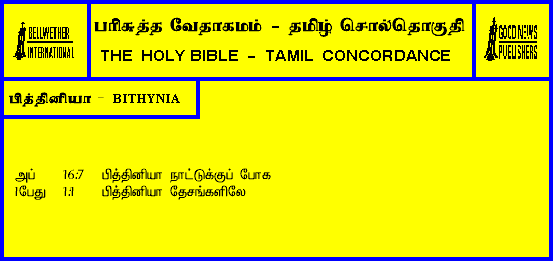 BELLWETHER
INTERNATIONAL
பரிசுத்த வேதாகமம் - தமிழ் சொல்தொகுதி
THE HOLY BIBLE - TAMIL CONCORDANCE
GOOD NEWS
PUBLISHERS
பித்தினியா - BITHYNIA
அப் 16:7 பித்தினியா நாட்டுக்குப் போக
1பேது 1:1 பித்தினியா தேசங்களிலே